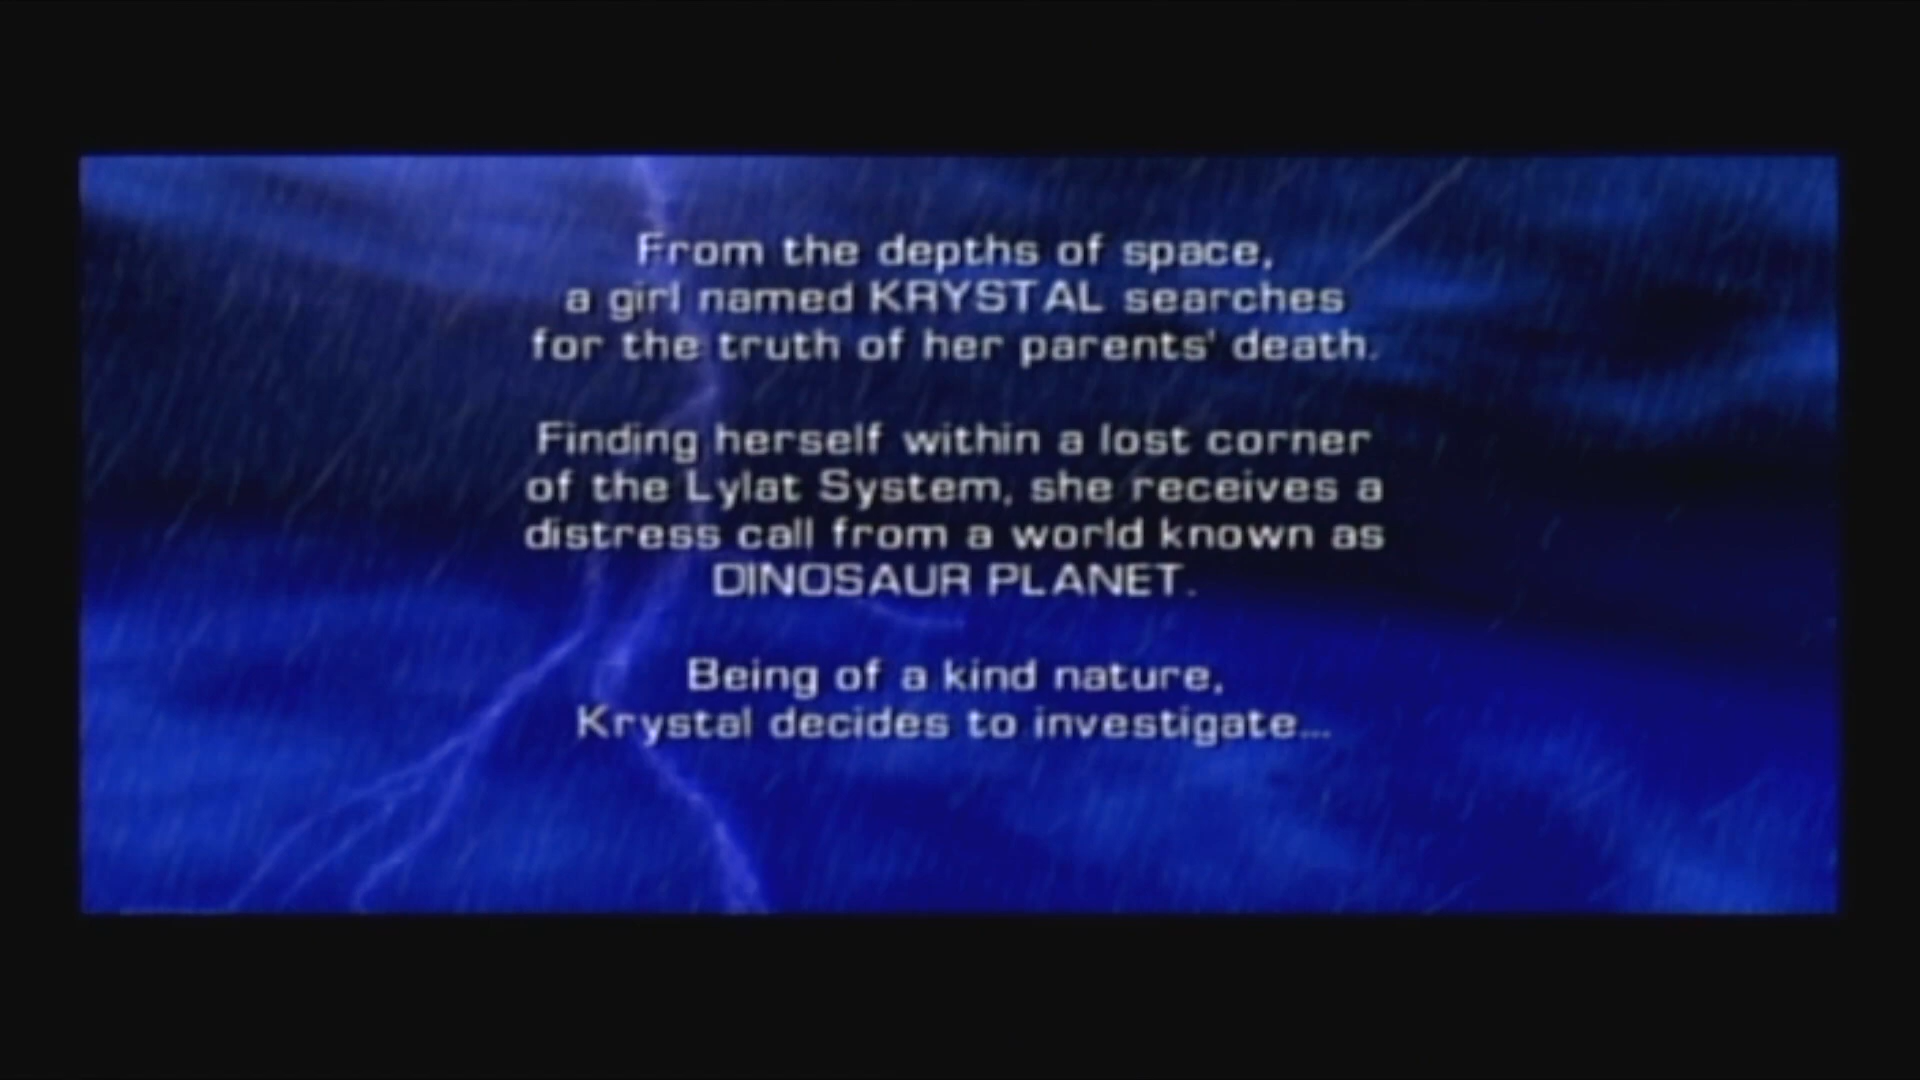 From the depths of space,
a girl named KRYSTAL searches
for the truth of her parents' death.
Finding herself within a lost corner
of the Lylat System, she receives a
distress call from a world known as
DINOSAUR PLANET.
Being of a kind nature,
Krystal decides to investigate...